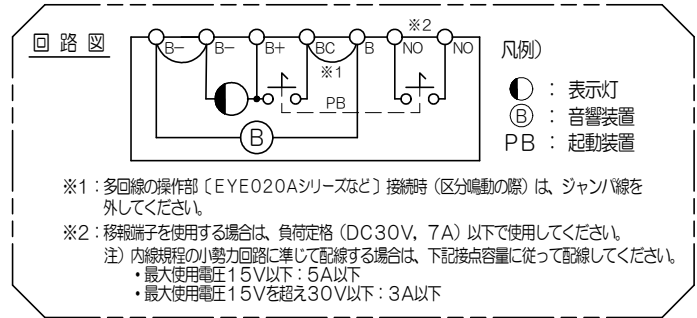 回路図
※2
B- B- B+ BC B NO NO
※1
PB
B
凡例)
： 表示灯
B ： 音響装置
PB ： 起動装置
※1：多回線の操作部〔EYE020Aシリーズなど〕接続時（区分鳴動の際）は、ジャンパ線を
外してください。
※2：移報端子を使用する場合は、負荷定格（DC30V，7A）以下で使用してください。
注）内線規程の小勢力回路に準じて配線する場合は、下記接点容量に従って配線してください。
・最大使用電圧15V以下：5A以下
・最大使用電圧15Vを超え30V以下：3A以下